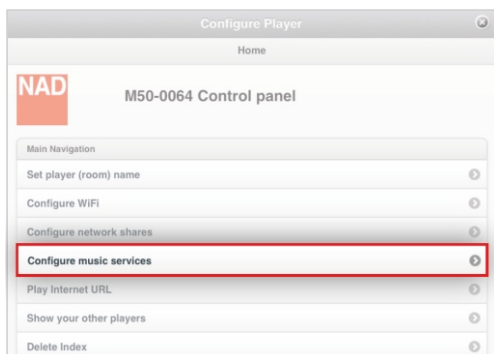 Configure Player
Home
NAD
M50-0064 Control panel
Main Navigation
Set player (room) name
Configure WiFi
Configure network shares
Configure music services
Play Internet URL
Show your other players
Delete Index